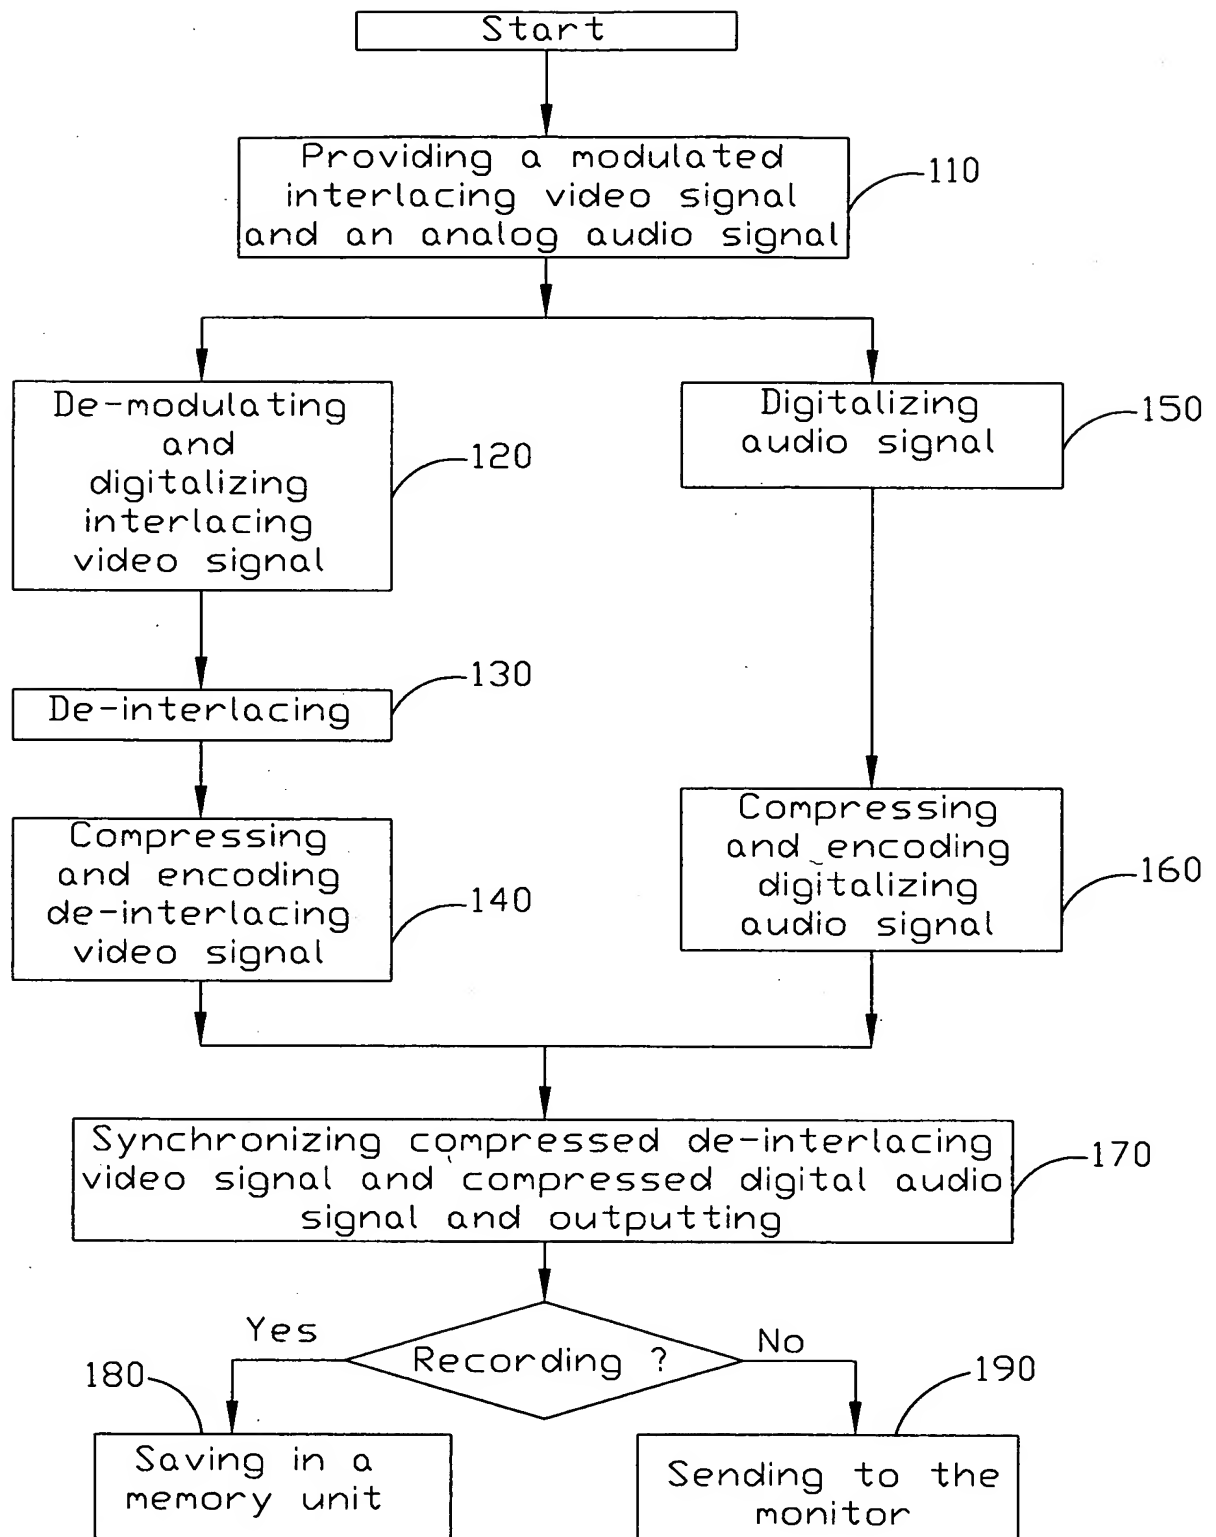 Start
Providing a modulated
interlacing video signal
and an analog audio signal
110
De-modulating
and
digitalizing
interlacing
video signal
120
Digitalizing
audio signal
150
De-interlacing
130
Compressing
and encoding
de-interlacing
video signal
140
Compressing
and encoding
digitalizing
audio signal
160
Synchronizing compressed de-interlacing
video signal and compressed digital audio
signal and outputting
170
Recording ?
Yes
No
180
Saving in a
memory unit
190
Sending to the
monitor